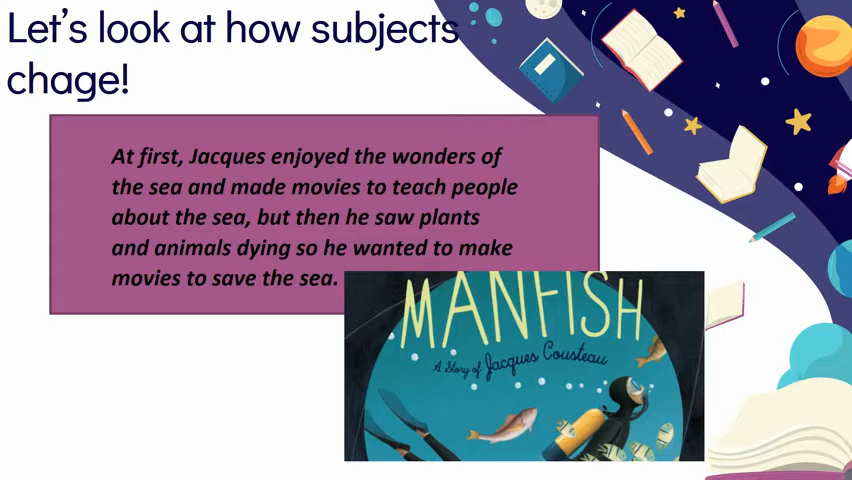 Let's look at how subjects
chage!
At first, Jacques enjoyed the wonders of
the sea and made movies to teach people
about the sea, but then he saw plants
and animals dying so he wanted to make
movies to save the sea.
MANFISH
A Story of Jacques Cousteau